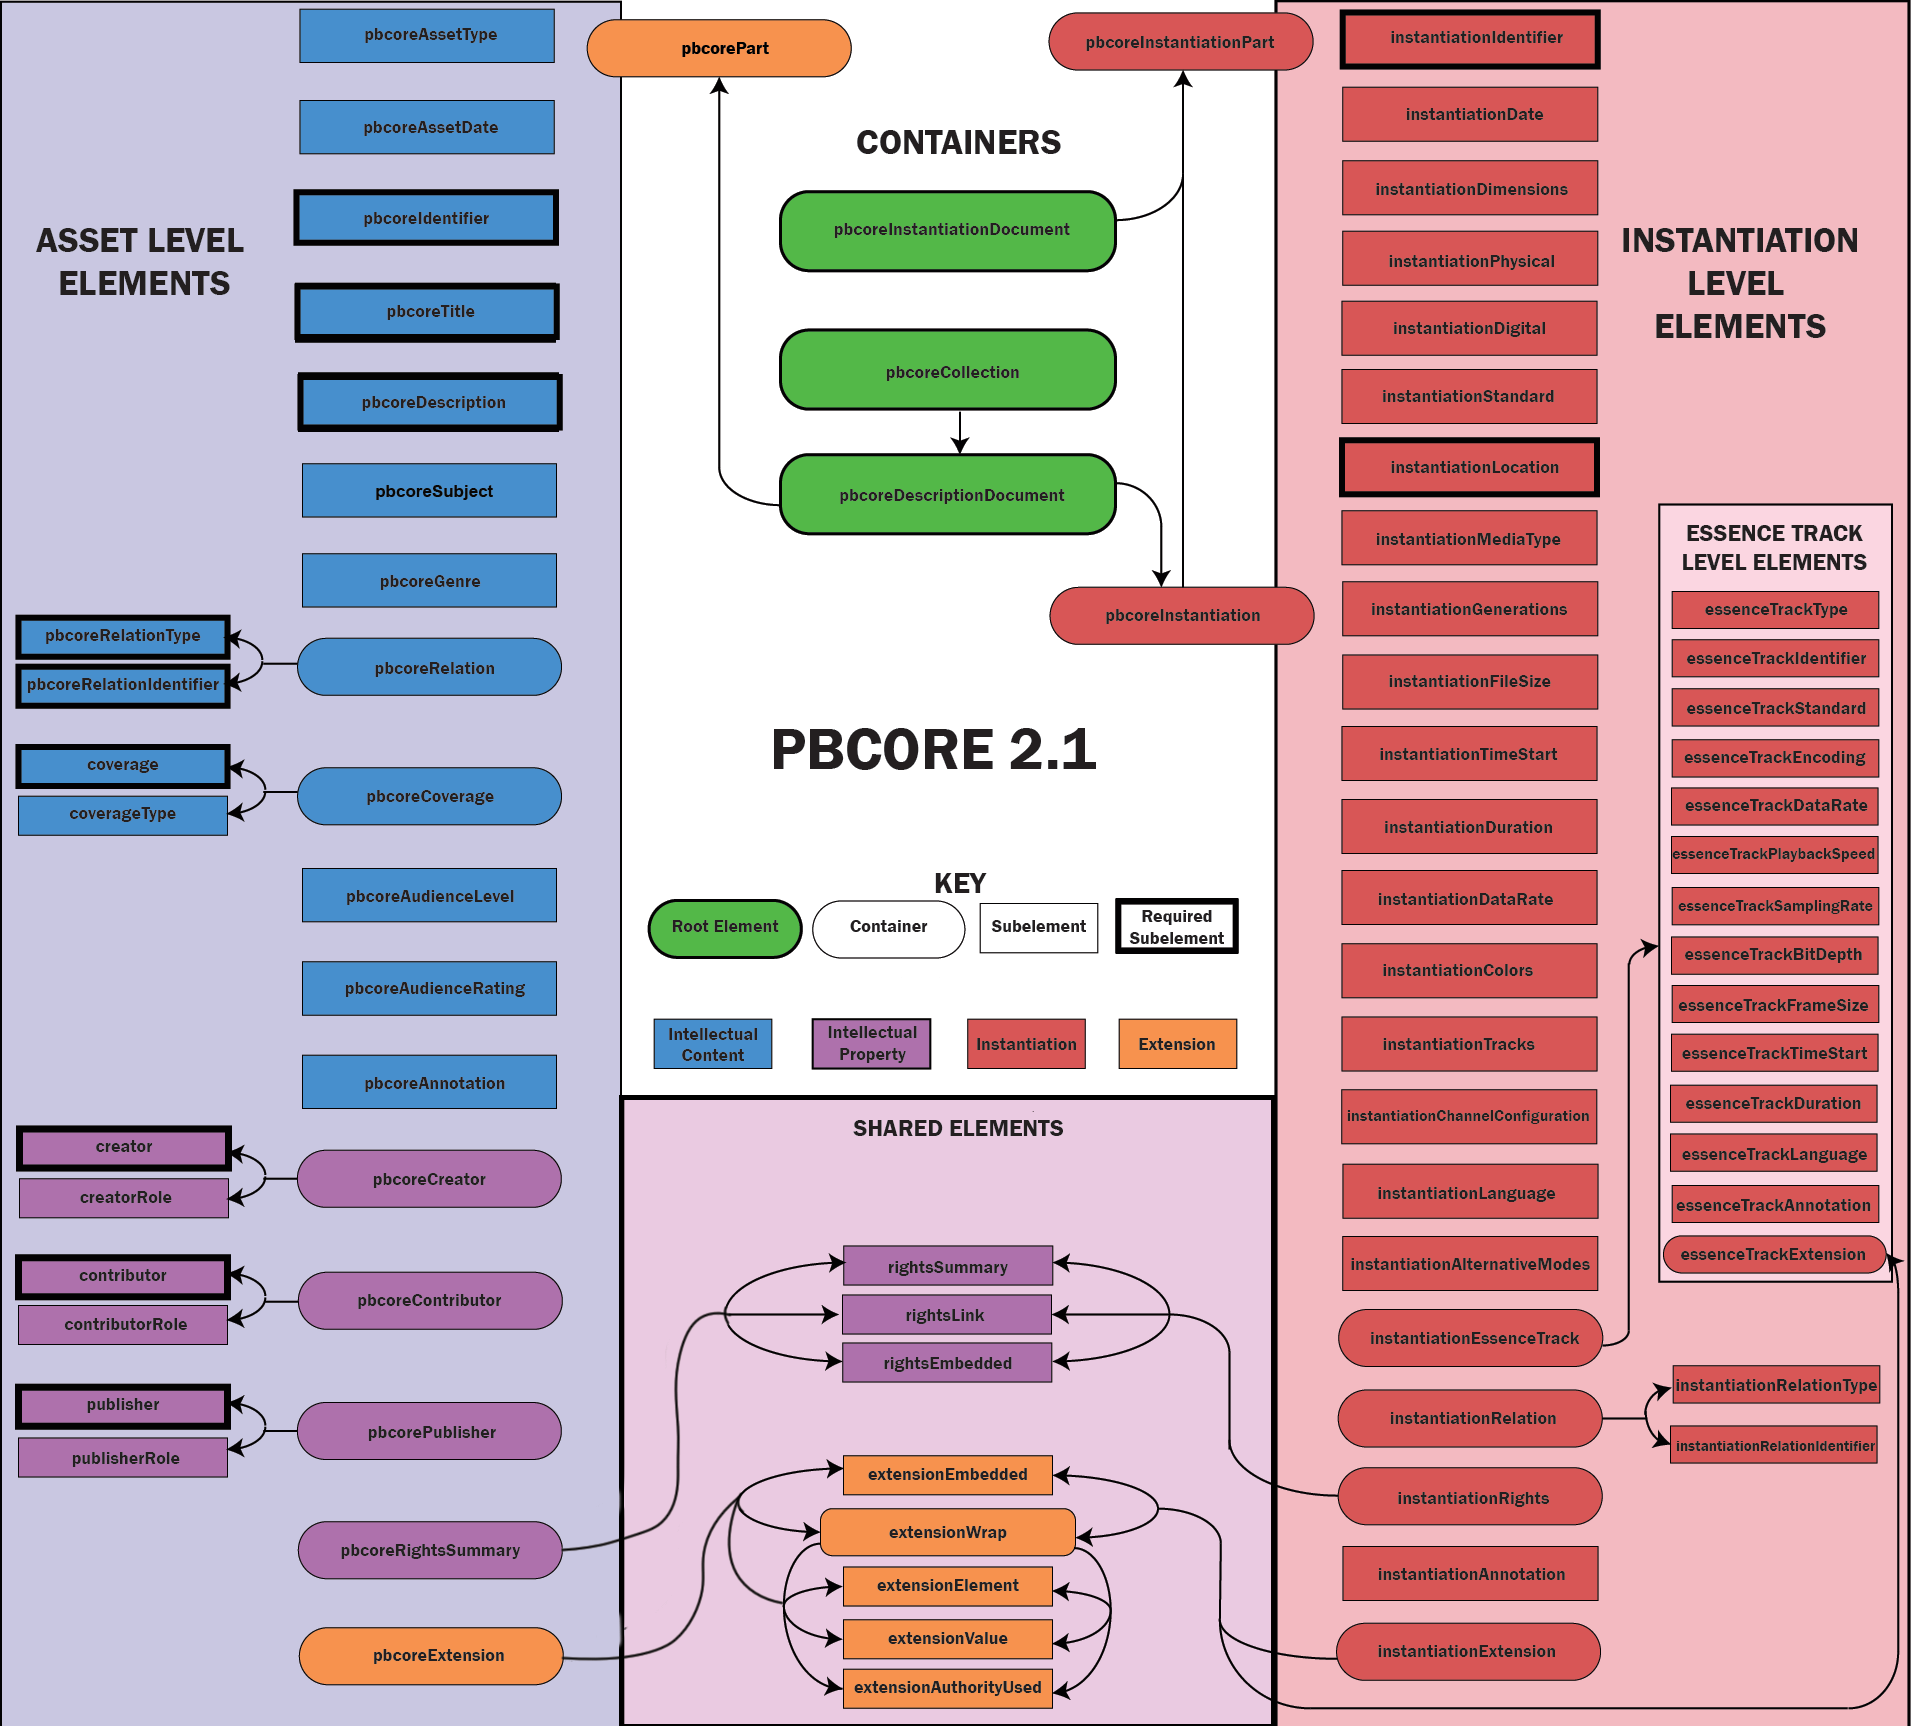 ASSET LEVEL
ELEMENTS
pbcoreAssetType
pbcoreAssetDate
pbcoreIdentifier
pbcoreTitle
pbcoreDescription
pbcoreSubject
pbcoreGenre
pbcoreRelationType
pbcoreRelationIdentifier
pbcoreRelation
coverage
coverageType
pbcoreCoverage
pbcoreAudienceLevel
pbcoreAudienceRating
pbcoreAnnotation
creator
creatorRole
pbcoreCreator
contributor
contributorRole
pbcoreContributor
publisher
publisherRole
pbcorePublisher
pbcoreRightsSummary
pbcoreExtension
pbcorePart
pbcoreInstantiationPart
CONTAINERS
pbcoreInstantiationDocument
pbcoreCollection
pbcoreDescriptionDocument
pbcoreInstantiation
PBCORE 2.1
KEY
Root Element
Container
Subelement
Required
Subelement
Intellectual
Content
Intellectual
Property
Instantiation
Extension
SHARED ELEMENTS
rightsSummary
rightsLink
rightsEmbedded
extensionEmbedded
extensionWrap
extensionElement
extensionValue
extensionAuthorityUsed
INSTANTIATION
LEVEL
ELEMENTS
instantiationIdentifier
instantiationDate
instantiationDimensions
instantiationPhysical
instantiationDigital
instantiationStandard
instantiationLocation
instantiationMediaType
instantiationGenerations
instantiationFileSize
instantiationTimeStart
instantiationDuration
instantiationDataRate
instantiationColors
instantiationTracks
instantiationChannelConfiguration
instantiationLanguage
instantiationAlternativeModes
instantiationEssenceTrack
instantiationRelation
instantiationRights
instantiationAnnotation
instantiationExtension
ESSENCE TRACK
LEVEL ELEMENTS
essenceTrackType
essenceTrackIdentifier
essenceTrackStandard
essenceTrackEncoding
essenceTrackDataRate
essenceTrackPlaybackSpeed
essenceTrackSamplingRate
essenceTrackBitDepth
essenceTrackFrameSize
essenceTrackTimeStart
essenceTrackDuration
essenceTrackLanguage
essenceTrackAnnotation
essenceTrackExtension
instantiationRelationType
instantiationRelationIdentifier